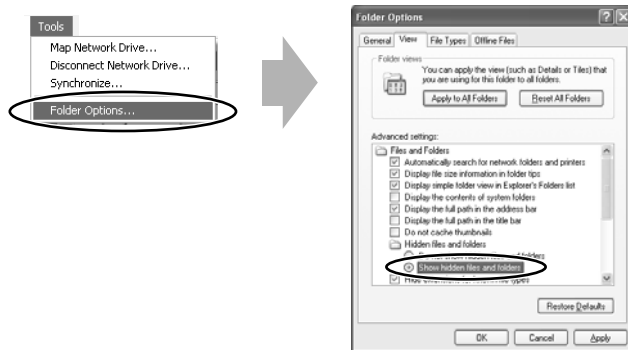 Tools
Map Network Drive...
Disconnect Network Drive...
Synchronize...
Folder Options...
Folder Options
General View File Types Offline Files
Folder views
You can apply the view (such as Details or Tiles) that
you are using for this folder to all folders.
Apply to All Folders Reset All Folders
Advanced settings:
Files and Folders
Automatically search for network folders and printers
Display file size information in folder tips
Display simple folder view in Explorer's Folders list
Display the contents of system folders
Display the full path in the address bar
Display the full path in the title bar
Do not cache thumbnails
Hidden files and folders
folders
Show hidden files and folders
types
Restore Defaults
OK Cancel Apply